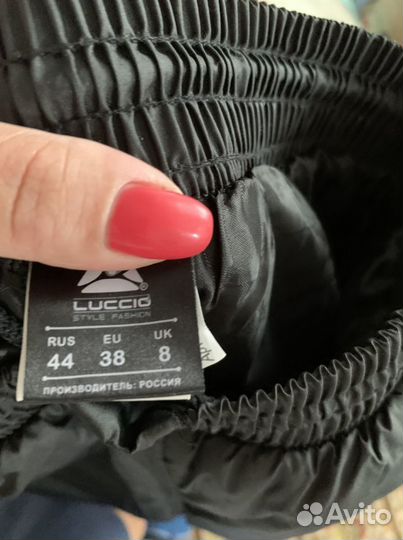 LUCCIO®
STYLE FASHION
RUS EU UK
44 38 8
ПРОИЗВОДИТЕЛЬ: РОССИЯ
Avito